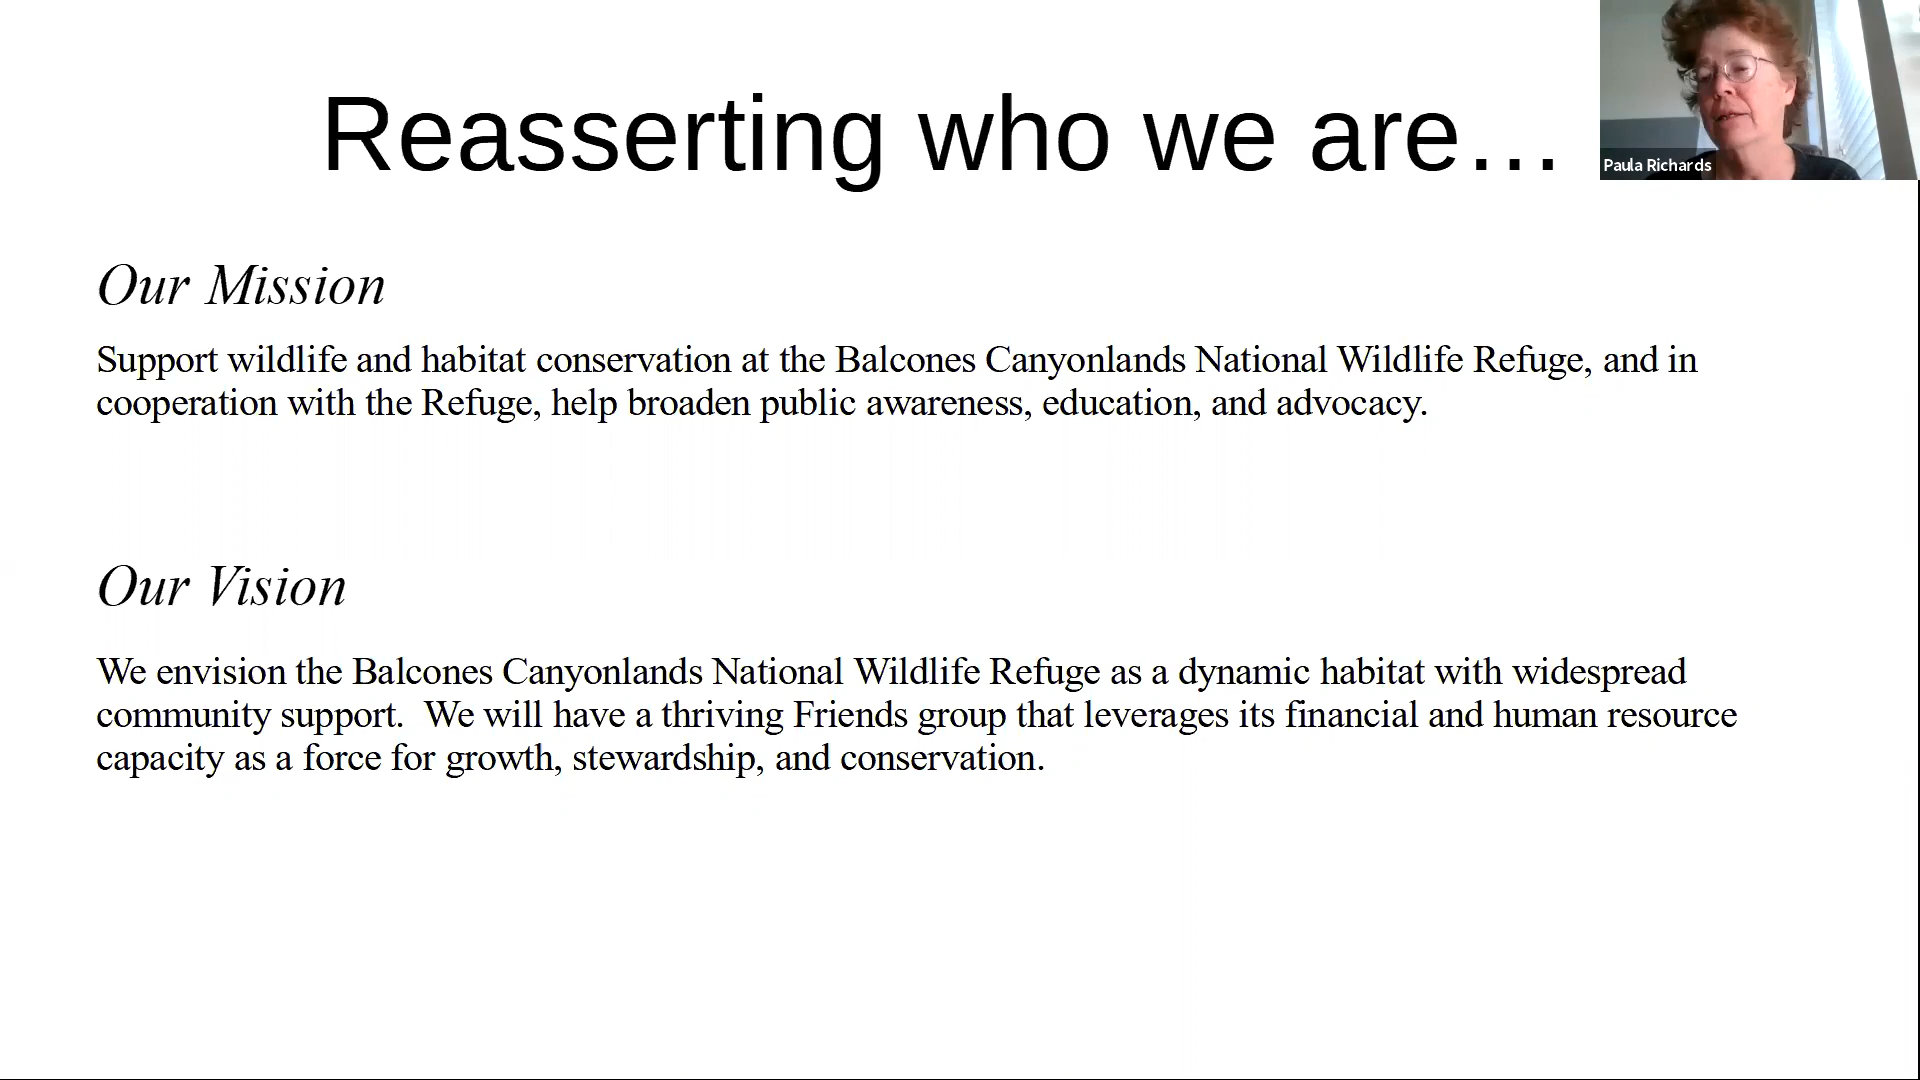 Reasserting who we are…
Paula Richards
Our Mission
Support wildlife and habitat conservation at the Balcones Canyonlands National Wildlife Refuge, and in
cooperation with the Refuge, help broaden public awareness, education, and advocacy.
Our Vision
We envision the Balcones Canyonlands National Wildlife Refuge as a dynamic habitat with widespread
community support.  We will have a thriving Friends group that leverages its financial and human resource
capacity as a force for growth, stewardship, and conservation.